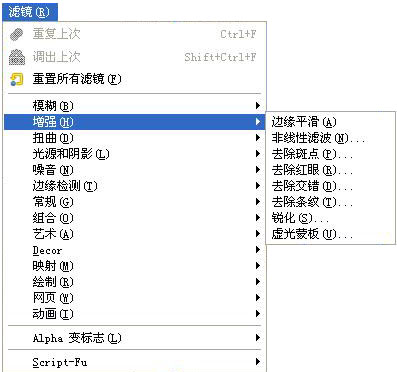 滤镜(R)
重复上次 Ctrl+F
调出上次 Shift+Ctrl+F
重置所有滤镜(F)
模糊(B)
增强(H)
扭曲(D)
光源和阴影(L)
噪音(N)
边缘检测(T)
常规(G)
组合(O)
艺术(A)
Decor
映射(M)
绘制(R)
网页(W)
动画(I)
Alpha 变标志(L)
Script-Fu
边缘平滑(A)
非线性滤波(N)...
去除斑点(P)...
去除红眼(R)...
去除交错(D)...
去除条纹(T)...
锐化(S)...
虚光蒙板(U)...